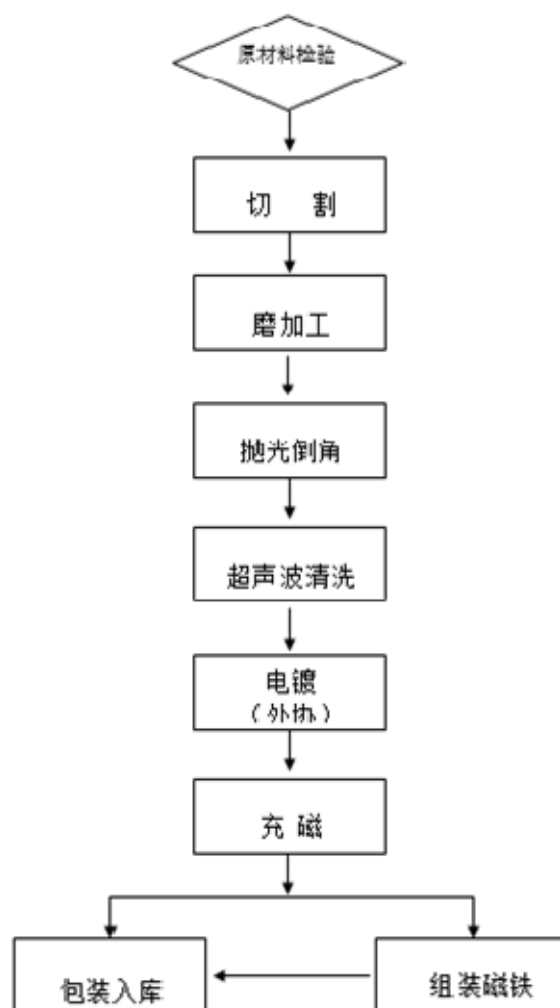 原材料检验
切 割
磨加工
抛光倒角
超声波清洗
电镀
（外协）
充 磁
包装入库
组装磁铁